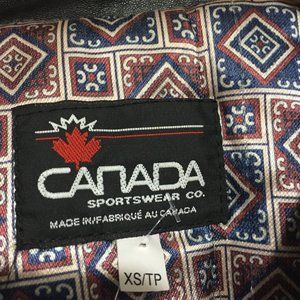 CANADA
SPORTSWEAR CO.
MADE IN/FABRIQUÉ AU CANADA
XS/TP